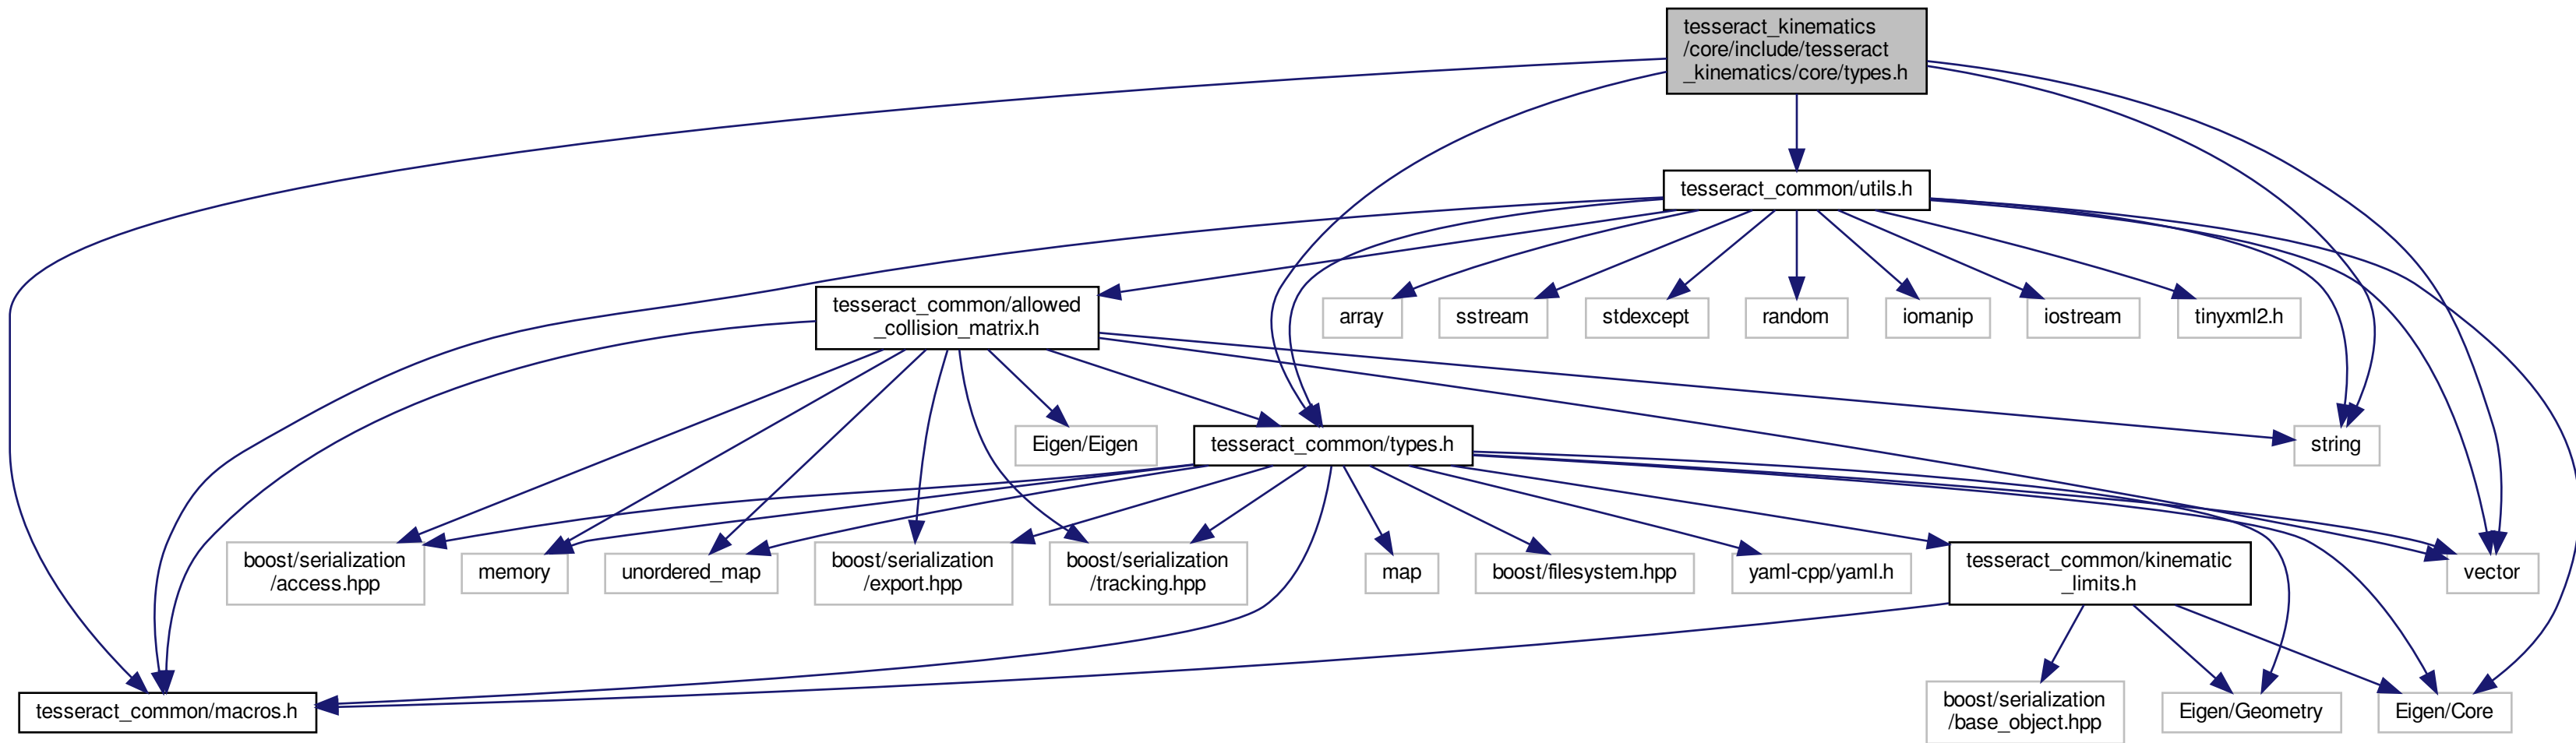 tesseract_kinematics
/core/include/tesseract
_kinematics/core/types.h
tesseract_common/utils.h
tesseract_common/allowed
_collision_matrix.h
array
sstream
stdexcept
random
iomanip
iostream
tinyxml2.h
Eigen/Eigen
tesseract_common/types.h
string
boost/serialization
/access.hpp
memory
unordered_map
boost/serialization
/export.hpp
boost/serialization
/tracking.hpp
map
boost/filesystem.hpp
yaml-cpp/yaml.h
tesseract_common/kinematic
_limits.h
vector
tesseract_common/macros.h
boost/serialization
/base_object.hpp
Eigen/Geometry
Eigen/Core